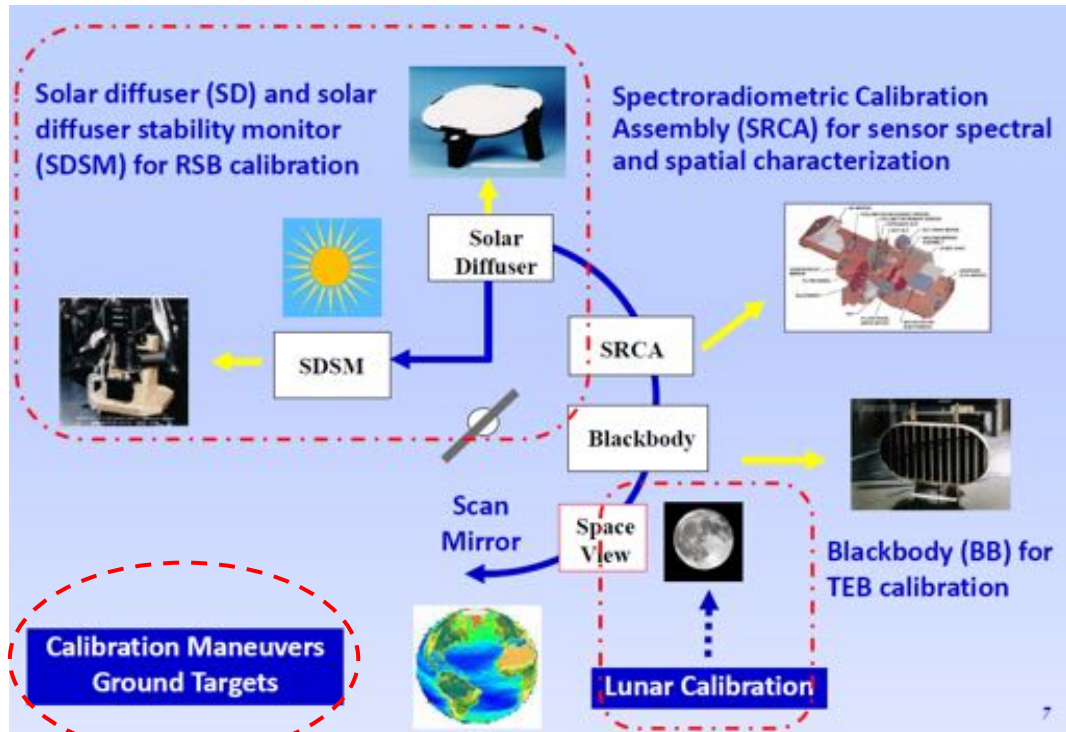 Solar diffuser (SD) and solar
diffuser stability monitor
(SDSM) for RSB calibration
Spectroradiometric Calibration
Assembly (SRCA) for sensor spectral
and spatial characterization
Solar
Diffuser
SDSM
SRCA
Blackbody
Scan
Mirror
Space
View
Blackbody (BB) for
TEB calibration
Calibration Maneuvers
Ground Targets
Lunar Calibration
7